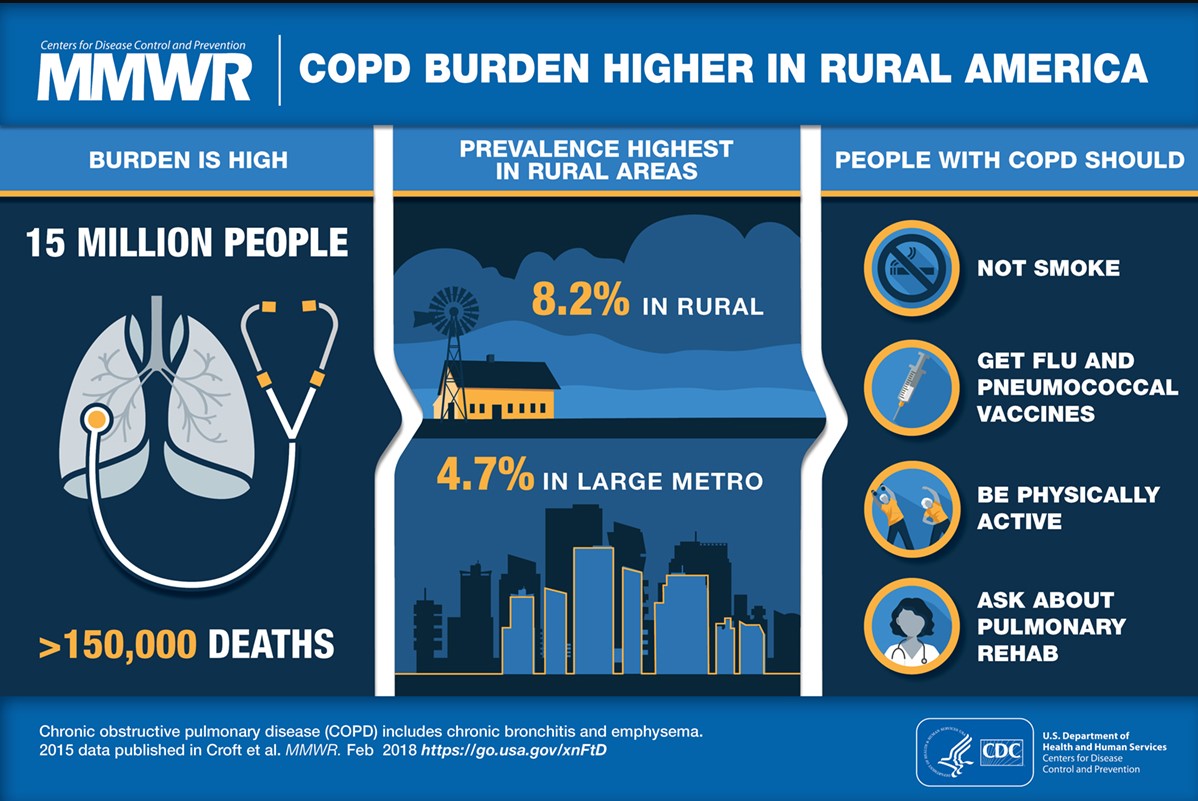 Centers for Disease Control and Prevention
MMWR
COPD BURDEN HIGHER IN RURAL AMERICA
BURDEN IS HIGH
15 MILLION PEOPLE
>150,000 DEATHS
PREVALENCE HIGHEST
IN RURAL AREAS
8.2% IN RURAL
4.7% IN LARGE METRO
PEOPLE WITH COPD SHOULD
NOT SMOKE
GET FLU AND
PNEUMOCOCCAL
VACCINES
BE PHYSICALLY
ACTIVE
ASK ABOUT
PULMONARY
REHAB
Chronic obstructive pulmonary disease (COPD) includes chronic bronchitis and emphysema.
2015 data published in Croft et al. MMWR. Feb 2018 https://go.usa.gov/xnFtD
CDC
U.S. Department of
Health and Human Services
Centers for Disease
Control and Prevention